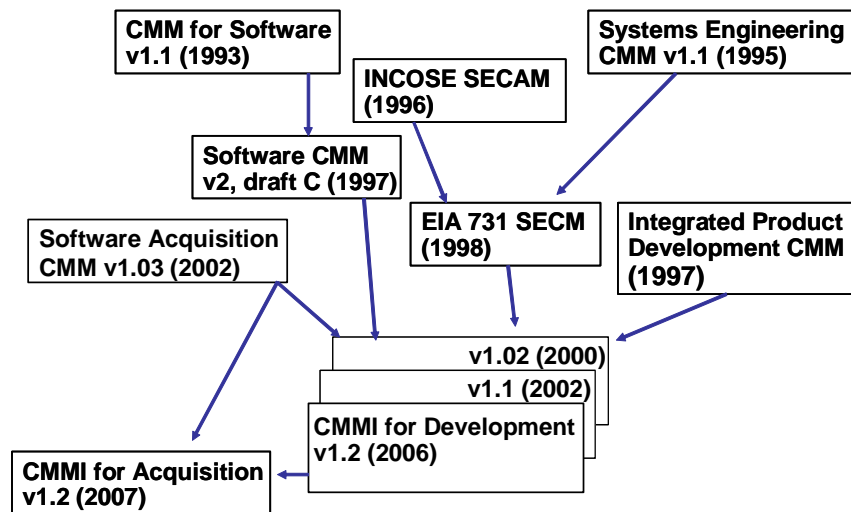 CMM for Software
v1.1 (1993)
Systems Engineering
CMM v1.1 (1995)
INCOSE SECAM
(1996)
Software CMM
v2, draft C (1997)
EIA 731 SECM
(1998)
Integrated Product
Development CMM
(1997)
Software Acquisition
CMM v1.03 (2002)
v1.02 (2000)
v1.1 (2002)
CMMI for Development
v1.2 (2006)
CMMI for Acquisition
v1.2 (2007)